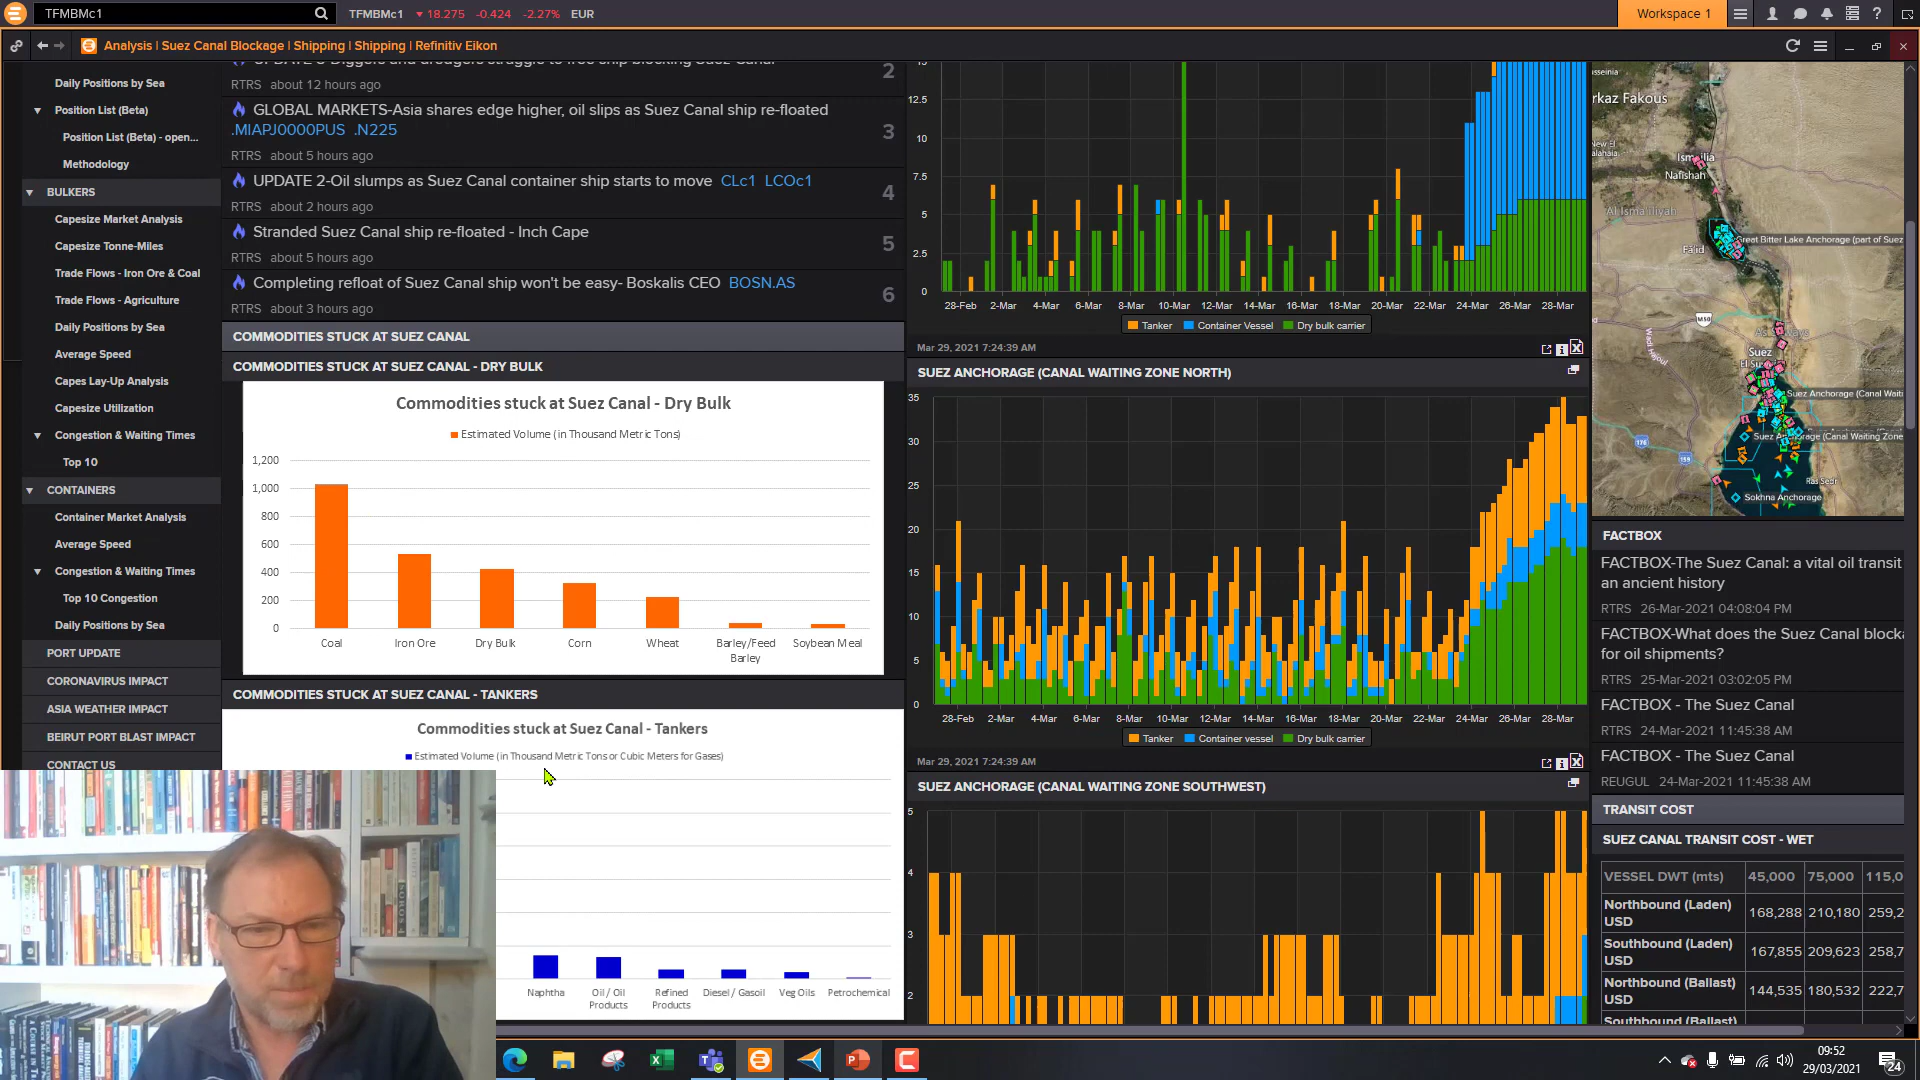 TFMBMc1
TFMBMc1 18.275 -0.424 -2.27% EUR
Workspace 1
Analysis | Suez Canal Blockage | Shipping | Shipping | Refinitiv Eikon
Daily Positions by Sea
Position List (Beta)
Position List (Beta) - open...
Methodology
BULKERS
Capesize Market Analysis
Capesize Tonne-Miles
Trade Flows - Iron Ore & Coal
Trade Flows - Agriculture
Daily Positions by Sea
Average Speed
Capes Lay-Up Analysis
Capesize Utilization
Congestion & Waiting Times
Top 10
CONTAINERS
Container Market Analysis
Average Speed
Congestion & Waiting Times
Top 10 Congestion
Daily Positions by Sea
PORT UPDATE
CORONAVIRUS IMPACT
ASIA WEATHER IMPACT
BEIRUT PORT BLAST IMPACT
CONTACT US
2
RTRS about 12 hours ago
GLOBAL MARKETS-Asia shares edge higher, oil slips as Suez Canal ship re-floated
.MIAPJ0000PUS .N225
3
RTRS about 5 hours ago
UPDATE 2-Oil slumps as Suez Canal container ship starts to move CLc1 LCOc1
4
RTRS about 2 hours ago
Stranded Suez Canal ship re-floated - Inch Cape
5
RTRS about 5 hours ago
Completing refloat of Suez Canal ship won't be easy- Boskalis CEO BOSN.AS
6
RTRS about 3 hours ago
COMMODITIES STUCK AT SUEZ CANAL
COMMODITIES STUCK AT SUEZ CANAL - DRY BULK
Commodities stuck at Suez Canal - Dry Bulk
Estimated Volume (in Thousand Metric Tons)
1,200
1,000
800
600
400
200
0
Coal Iron Ore Dry Bulk Corn Wheat Barley/Feed Barley Soybean Meal
COMMODITIES STUCK AT SUEZ CANAL - TANKERS
Commodities stuck at Suez Canal - Tankers
Estimated Volume (in Thousand Metric Tons or Cubic Meters for Gases)
Naphtha Oil / Oil Products Refined Products Diesel / Gasoil Veg Oils Petrochemical
12.5
10
7.5
5
2.5
0
28-Feb 2-Mar 4-Mar 6-Mar 8-Mar 10-Mar 12-Mar 14-Mar 16-Mar 18-Mar 20-Mar 22-Mar 24-Mar 26-Mar 28-Mar
Tanker Container Vessel Dry bulk carrier
Mar 29, 2021 7:24:39 AM
SUEZ ANCHORAGE (CANAL WAITING ZONE NORTH)
35
30
25
20
15
10
5
0
28-Feb 2-Mar 4-Mar 6-Mar 8-Mar 10-Mar 12-Mar 14-Mar 16-Mar 18-Mar 20-Mar 22-Mar 24-Mar 26-Mar 28-Mar
Tanker Container vessel Dry bulk carrier
Mar 29, 2021 7:24:39 AM
SUEZ ANCHORAGE (CANAL WAITING ZONE SOUTHWEST)
5
4
3
2
rkaz Fakous
Nafishah
Great Bitter Lake Anchorage (part of Suez
Fa'id
Suez
Suez Anchorage (Canal Waiti
Sokhna Anchorage
FACTBOX
FACTBOX-The Suez Canal: a vital oil transit
an ancient history
RTRS 26-Mar-2021 04:08:04 PM
FACTBOX-What does the Suez Canal blocka
for oil shipments?
RTRS 25-Mar-2021 03:02:05 PM
FACTBOX - The Suez Canal
RTRS 24-Mar-2021 11:45:38 AM
FACTBOX - The Suez Canal
REUGUL 24-Mar-2021 11:45:38 AM
TRANSIT COST
SUEZ CANAL TRANSIT COST - WET
VESSEL DWT (mts) 45,000 75,000 115,0
Northbound (Laden) USD 168,288 210,180 259,2
Southbound (Laden) USD 167,855 209,623 258,7
Northbound (Ballast) USD 144,535 180,532 222,7
09:52
29/03/2021
24